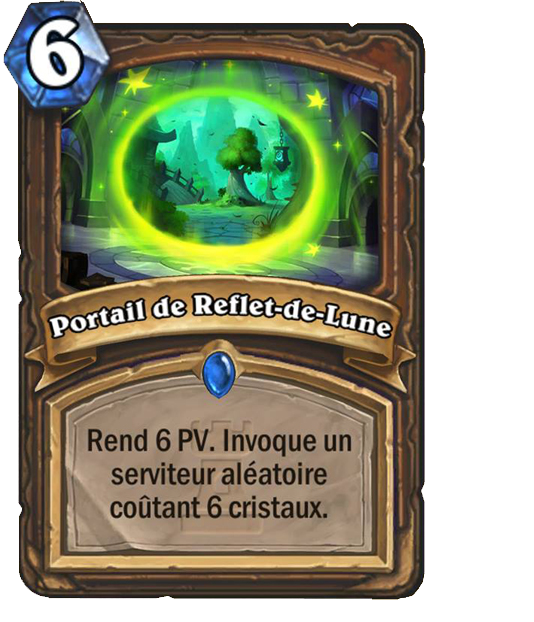 6
Portail de Reflet-de-Lune
Rend 6 PV. Invoque un
serviteur aléatoire
coûtant 6 cristaux.